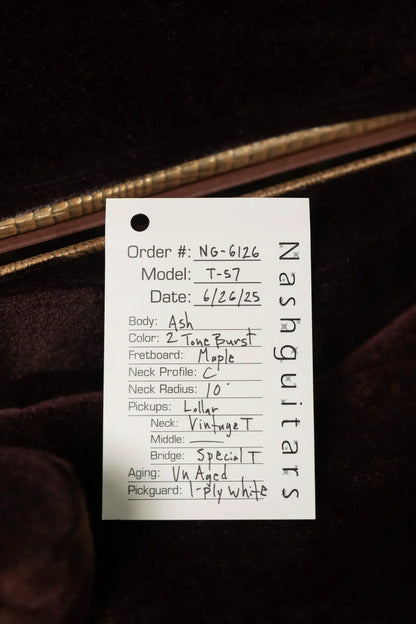 Order #: NG-6126
Model: T-57
Date: 6/26/25
Body: Ash
Color: 2 Tone Burst
Fretboard: Maple
Neck Profile: C
Neck Radius: 10"
Pickups: Lollar
Neck: Vintage T
Middle: —
Bridge: Special T
Aging: Un Aged
Pickguard: 1-ply White
Nashguitars